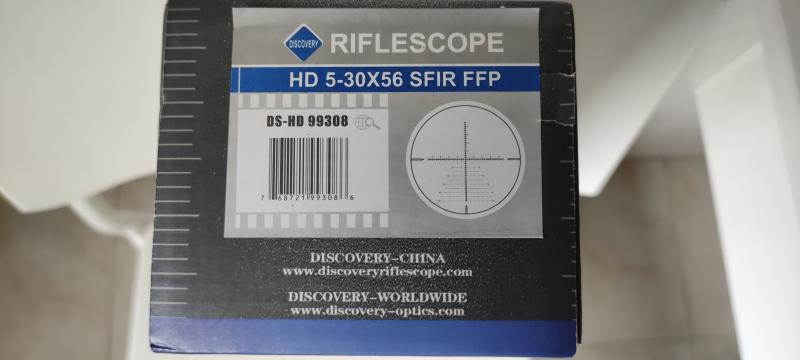 DISCOVERY
RIFLESCOPE
HD 5-30X56 SFIR FFP
DS-HD 99308
7 68721 99308 6
DISCOVERY-CHINA
www.discoveryriflescope.com
DISCOVERY-WORLDWIDE
www.discovery-optics.com